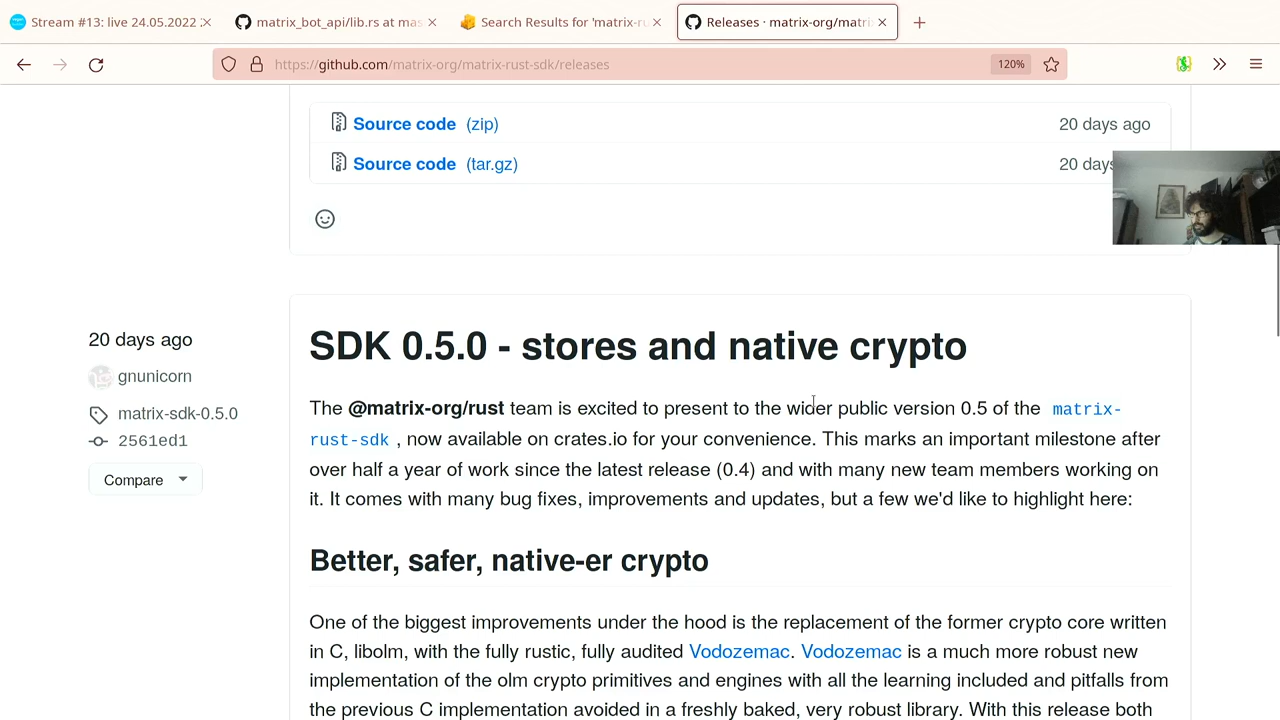 Stream #13: live 24.05.2022
matrix_bot_api/lib.rs at mas
Search Results for 'matrix-ru
Releases · matrix-org/matri
https://github.com/matrix-org/matrix-rust-sdk/releases
120%
Source code (zip)
20 days ago
Source code (tar.gz)
20 days
20 days ago
gnunicorn
matrix-sdk-0.5.0
2561ed1
Compare
SDK 0.5.0 - stores and native crypto
The @matrix-org/rust team is excited to present to the wider public version 0.5 of the matrix-
rust-sdk , now available on crates.io for your convenience. This marks an important milestone after
over half a year of work since the latest release (0.4) and with many new team members working on
it. It comes with many bug fixes, improvements and updates, but a few we'd like to highlight here:
Better, safer, native-er crypto
One of the biggest improvements under the hood is the replacement of the former crypto core written
in C, libolm, with the fully rustic, fully audited Vodozemac. Vodozemac is a much more robust new
implementation of the olm crypto primitives and engines with all the learning included and pitfalls from
the previous C implementation avoided in a freshly baked, very robust library. With this release both